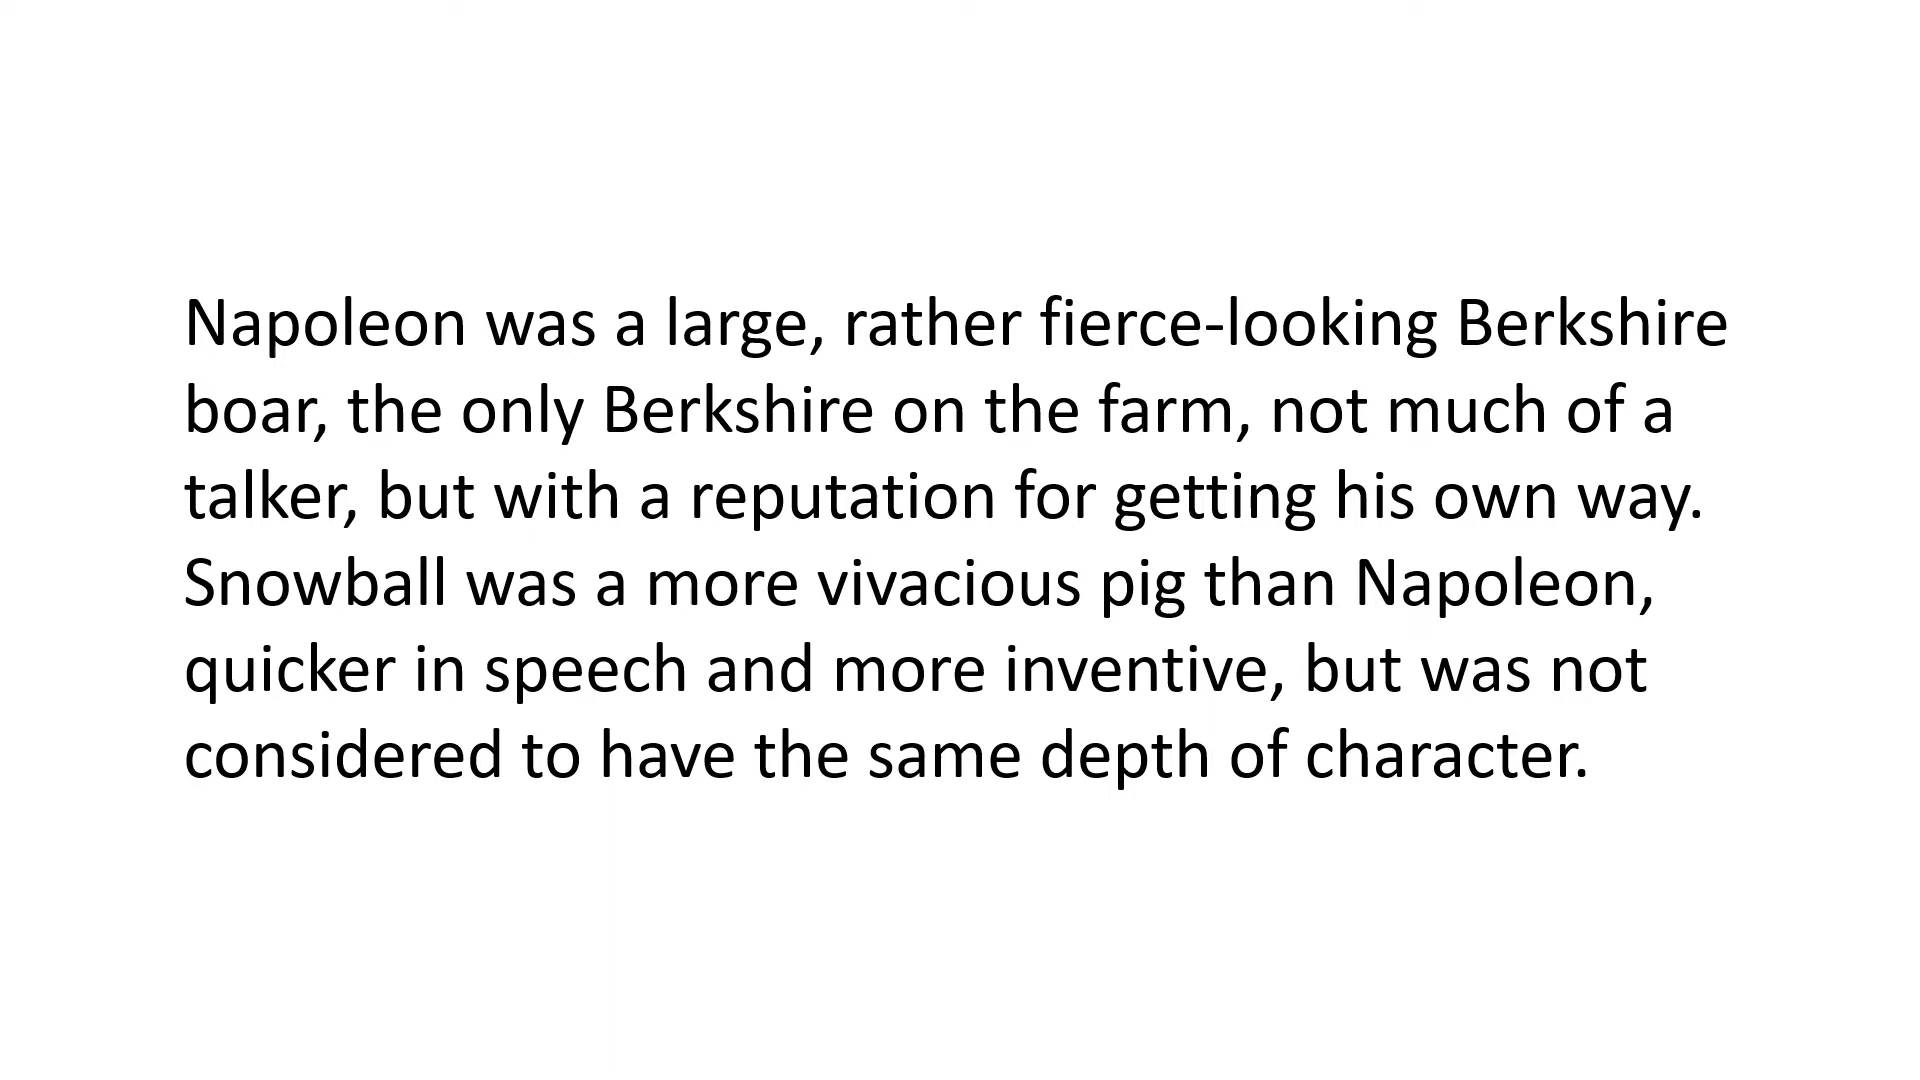 Napoleon was a large, rather fierce-looking Berkshire
boar, the only Berkshire on the farm, not much of a
talker, but with a reputation for getting his own way.
Snowball was a more vivacious pig than Napoleon,
quicker in speech and more inventive, but was not
considered to have the same depth of character.